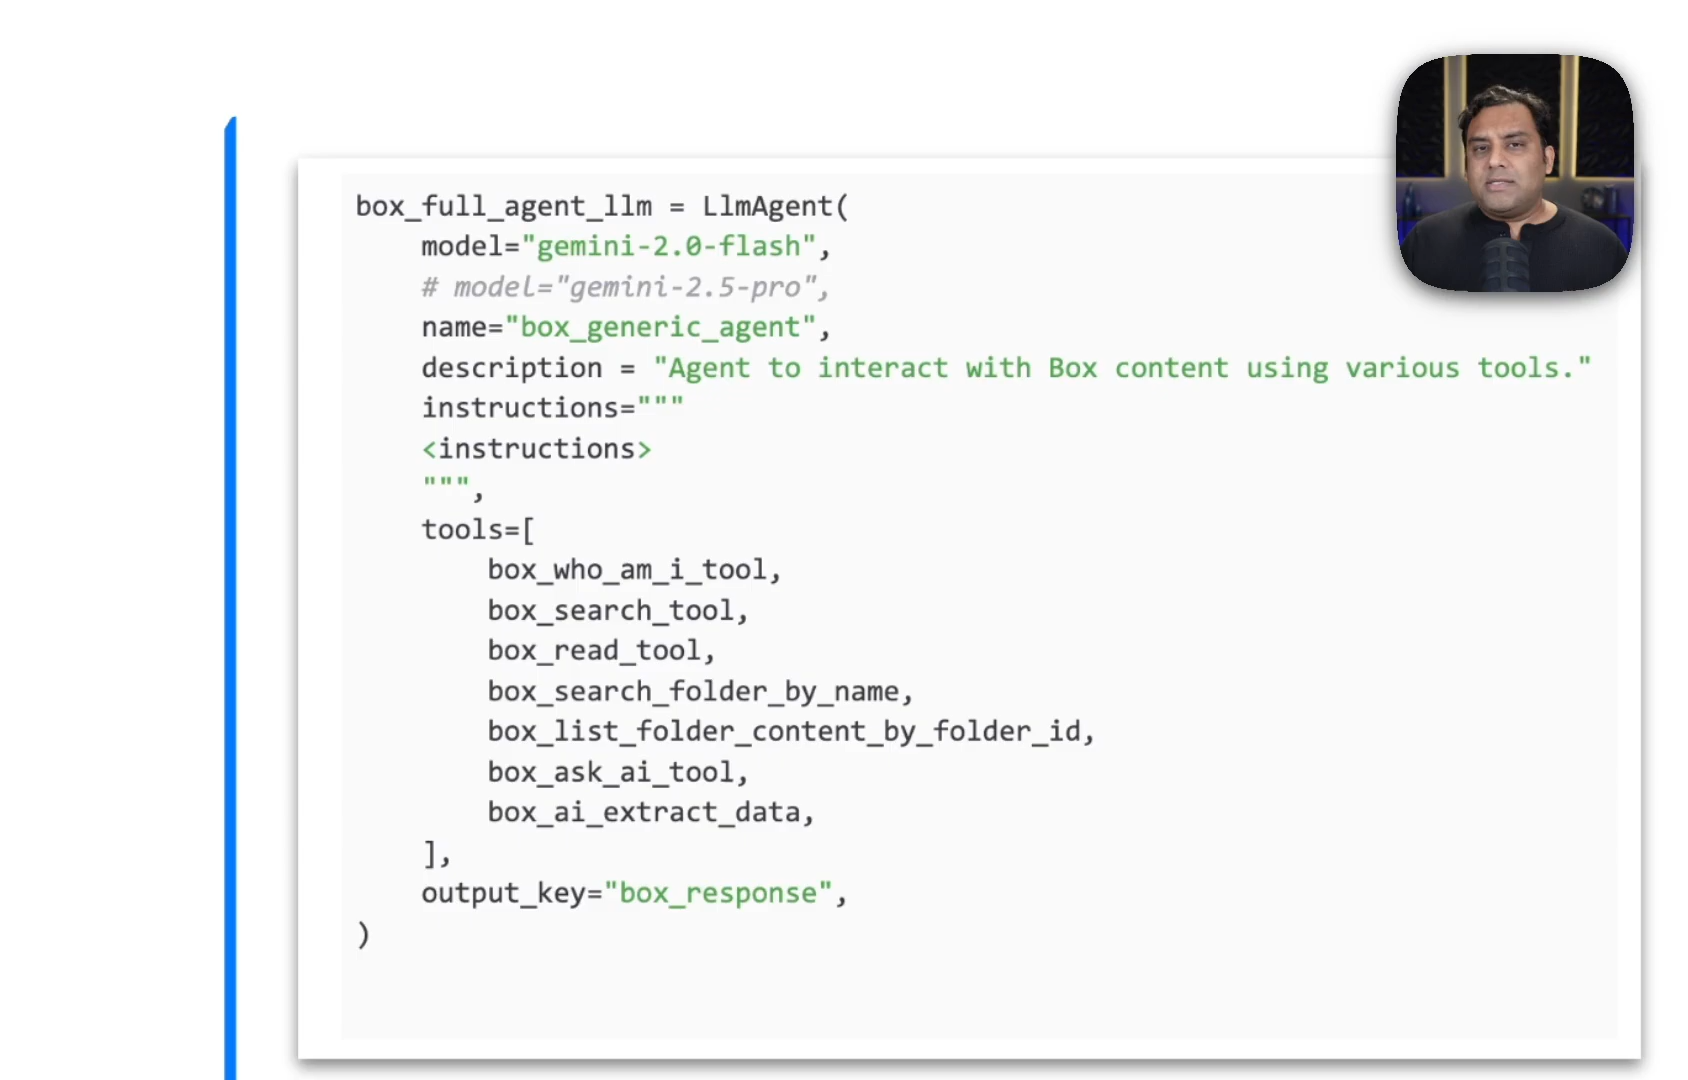 box_full_agent_llm = LlmAgent(
model="gemini-2.0-flash",
# model="gemini-2.5-pro",
name="box_generic_agent",
description = "Agent to interact with Box content using various tools."
instructions="""
<instructions>
""",
tools=[
box_who_am_i_tool,
box_search_tool,
box_read_tool,
box_search_folder_by_name,
box_list_folder_content_by_folder_id,
box_ask_ai_tool,
box_ai_extract_data,
],
output_key="box_response",
)